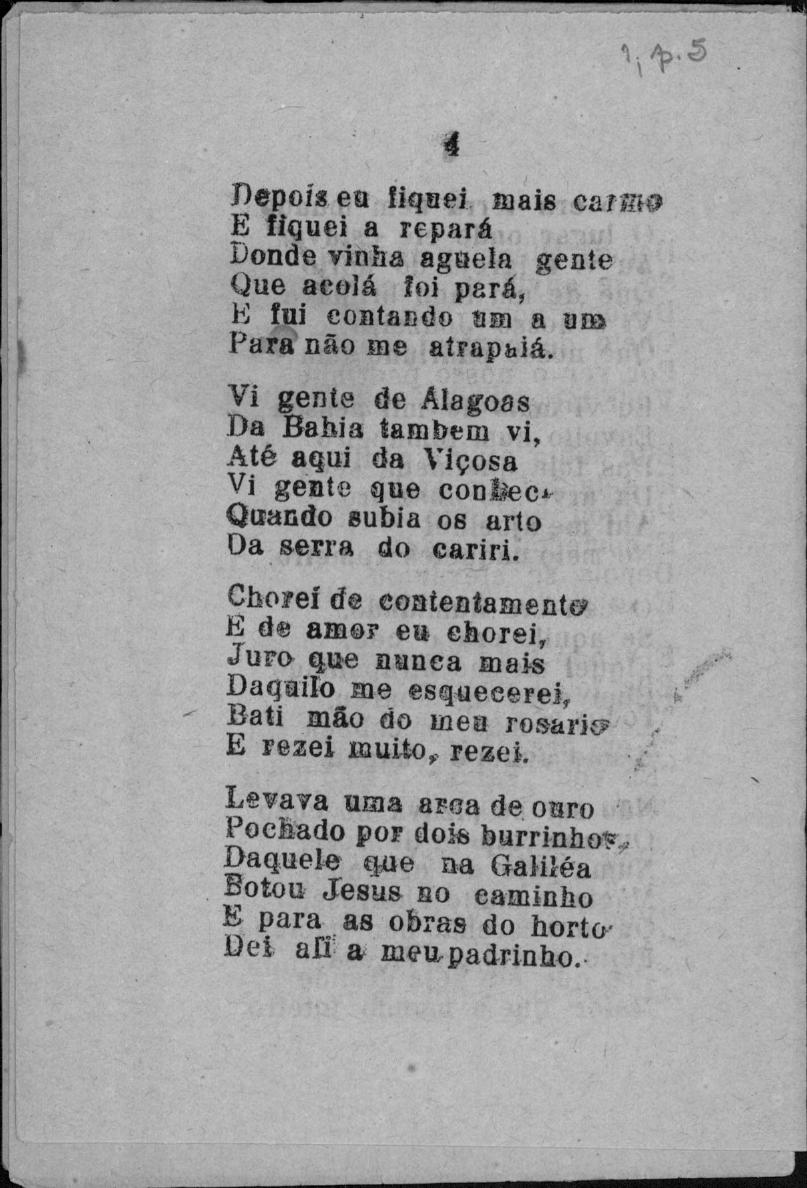 1, p. 5
4
Depois eu fiquei mais carmo
E fiquei a repará
Donde vinha aguela gente
Que acolá foi pará,
E fui contando um a um
Para não me atrapaiá.
Vi gente de Alagoas
Da Bahia tambem vi,
Até aqui da Viçosa
Vi gente que conhec
Quando subia os arto
Da serra do cariri.
Chorei de contentamento
E de amor eu chorei,
Juro que nunca mais
Daquilo me esquecerei,
Bati mão do meu rosario
E rezei muito, rezei.
Levava uma arca de ouro
Pochado por dois burrinhos,
Daquele que na Galiléa
Botou Jesus no caminho
E para as obras do horto
Dei ali a meu padrinho.